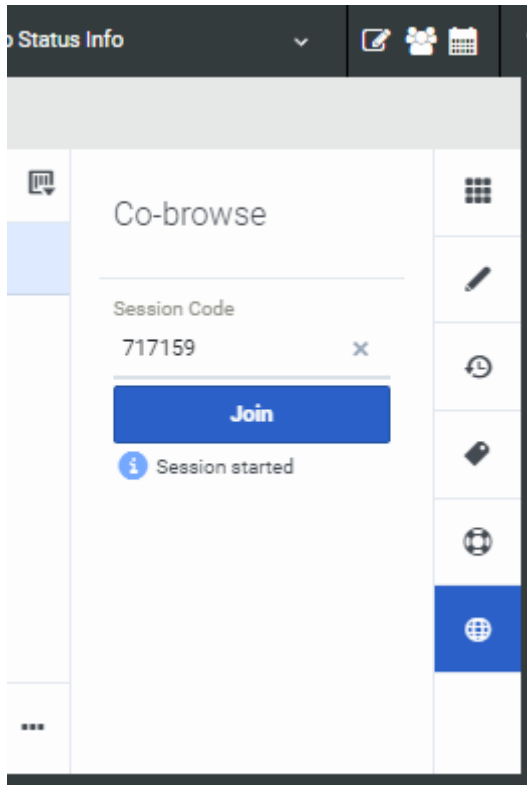 Status Info
Co-browse
Session Code
717159
Join
Session started